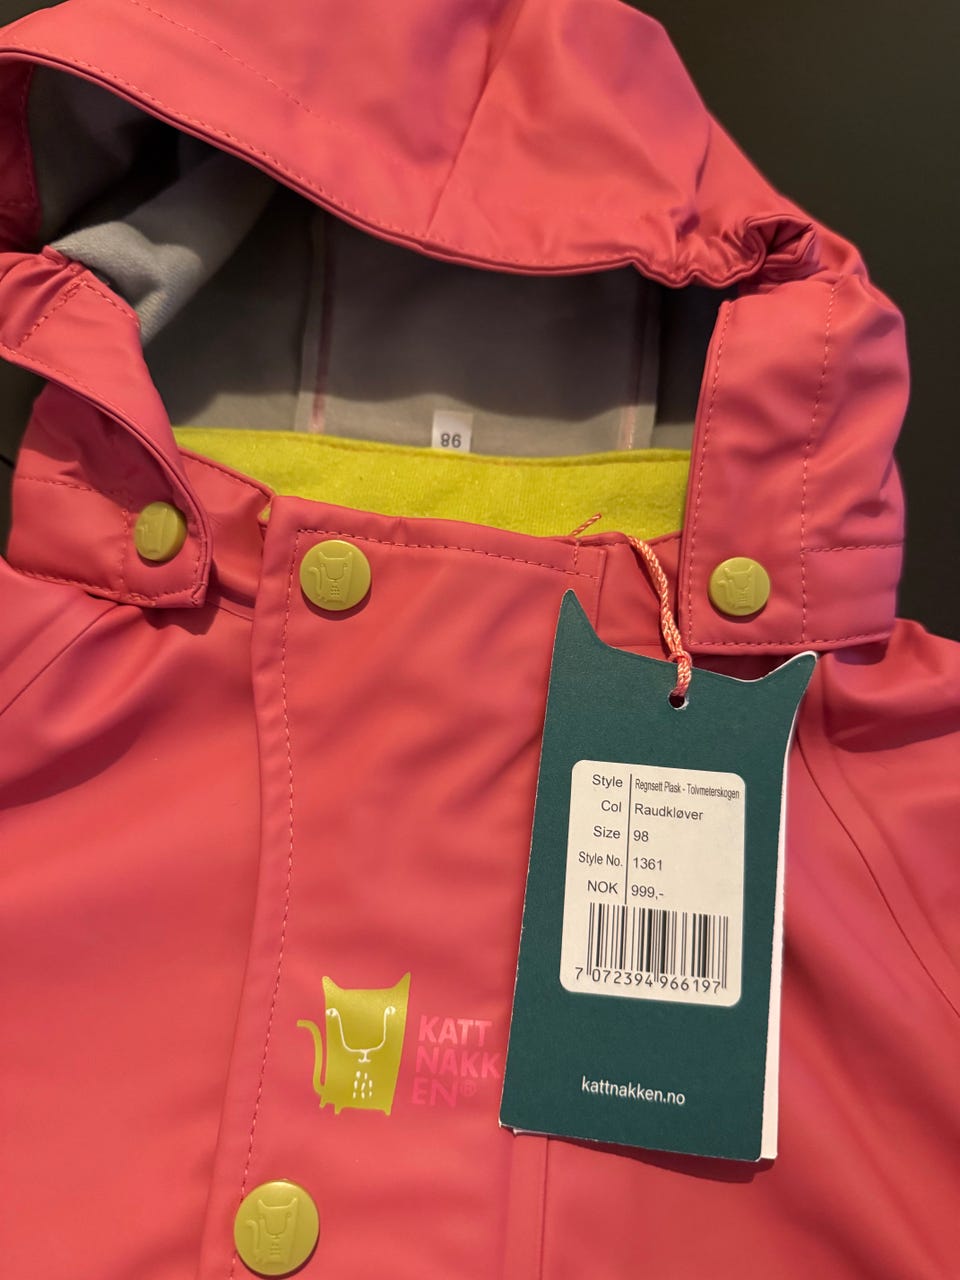 98
Style Regnsett Plask - Tolvmeterskogen
Col Raudkløver
Size 98
Style No. 1361
NOK 999,-
7 072394 966197
kattnakken.no
KATT
NAKK
EN®